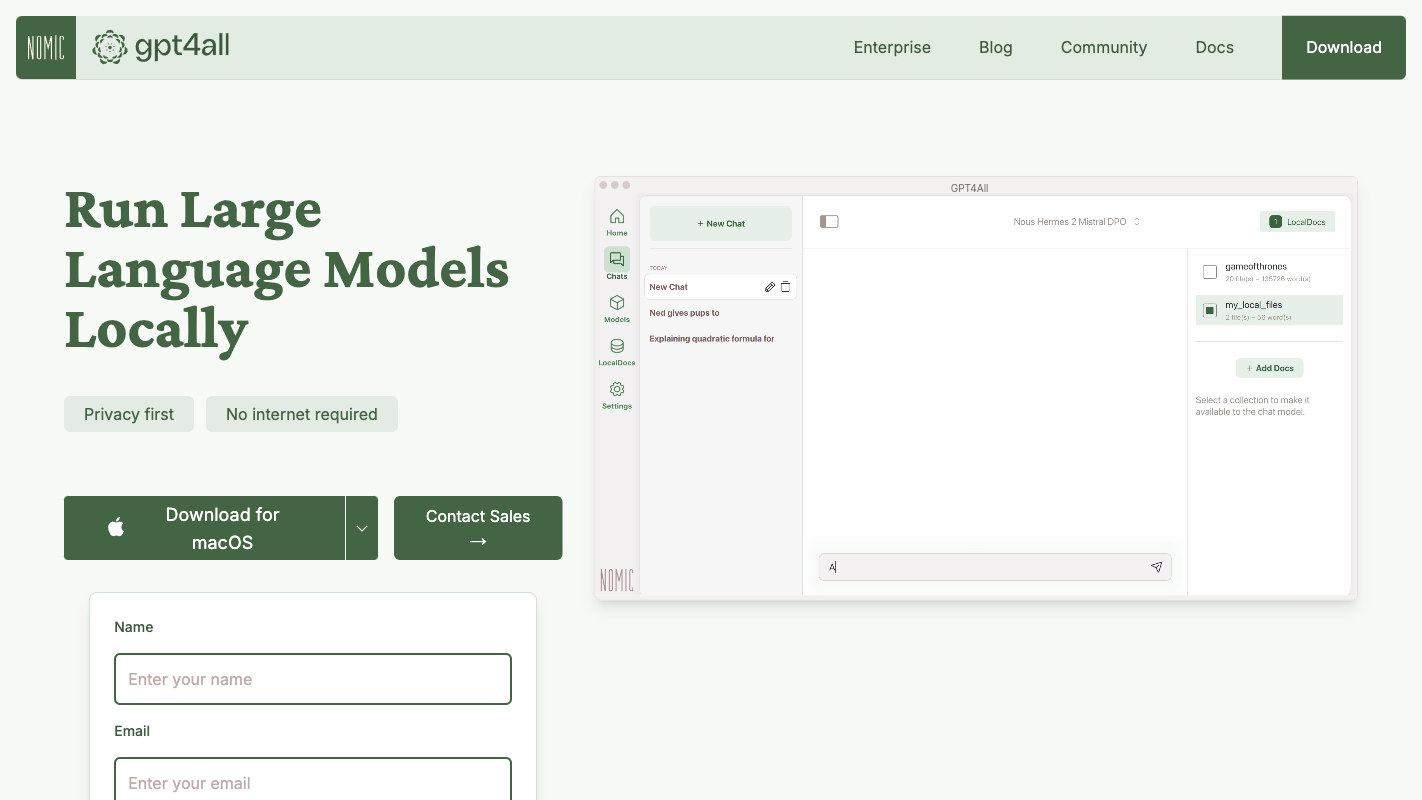 NOMIC
gpt4all
Enterprise
Blog
Community
Docs
Download
Run Large
Language Models
Locally
Privacy first
No internet required
Download for
macOS
Contact Sales
→
Name
Enter your name
Email
Enter your email
GPT4All
Home
Chats
Models
LocalDocs
Settings
NOMIC
+ New Chat
TODAY
New Chat
Ned gives pups to
Explaining quadratic formula for
Nous Hermes 2 Mistral DPO
1 LocalDocs
gameofthrones
20 file(s) – 135726 word(s)
my_local_files
2 file(s) – 56 word(s)
+ Add Docs
Select a collection to make it
available to the chat model.
A